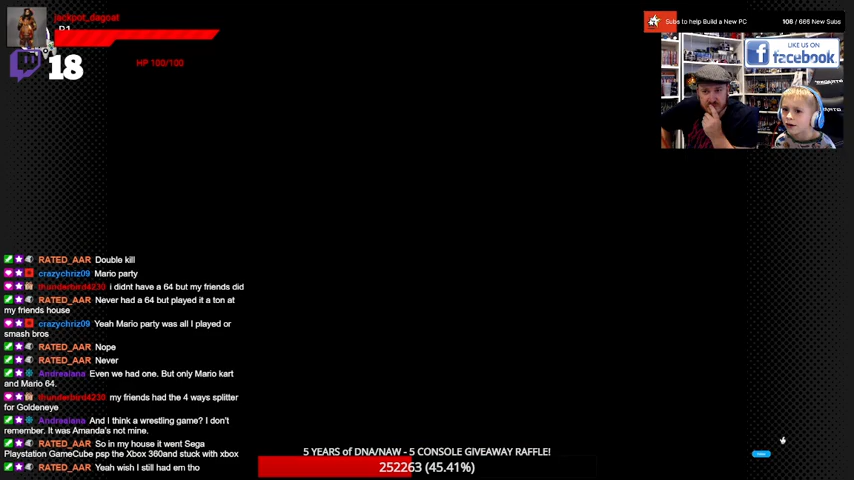 jackpot_dagoat
P1
18
HP 100/100
Subs to help Build a New PC
106 / 666 New Subs
LIKE US ON
facebook.
RATED_AAR Double kill
crazychriz09 Mario party
thunderbird4230 i didnt have a 64 but my friends did
RATED_AAR Never had a 64 but played it a ton at
my friends house
crazychriz09 Yeah Mario party was all I played or
smash bros
RATED_AAR Nope
RATED_AAR Never
Andrealana Even we had one. But only Mario kart
and Mario 64.
thunderbird4230 my friends had the 4 ways splitter
for Goldeneye
Andrealana And I think a wrestling game? I don't
remember. It was Amanda's not mine.
RATED_AAR So in my house it went Sega
Playstation GameCube psp the Xbox 360and stuck with xbox
RATED_AAR Yeah wish I still had em tho
5 YEARS of DNA/NAW - 5 CONSOLE GIVEAWAY RAFFLE!
252263 (45.41%)